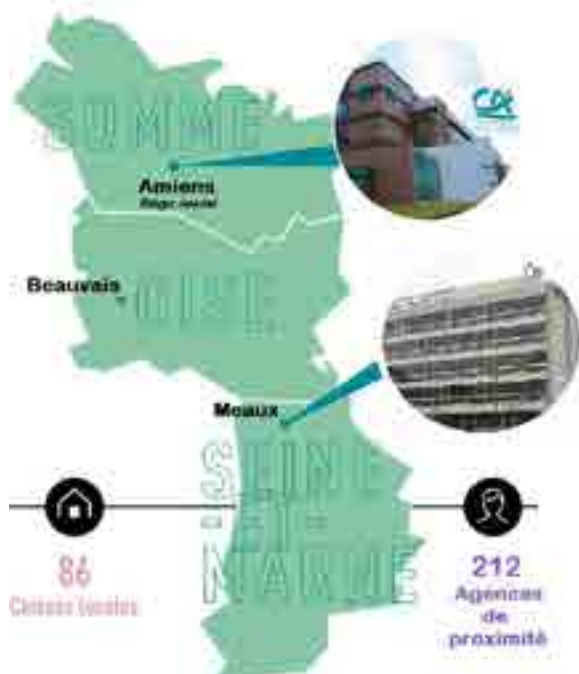 SOMME
Amiens
Siège social
OISE
Beauvais
Meaux
SEINE
- ET -
MARNE
86
Caisses Locales
212
Agences
de
proximité